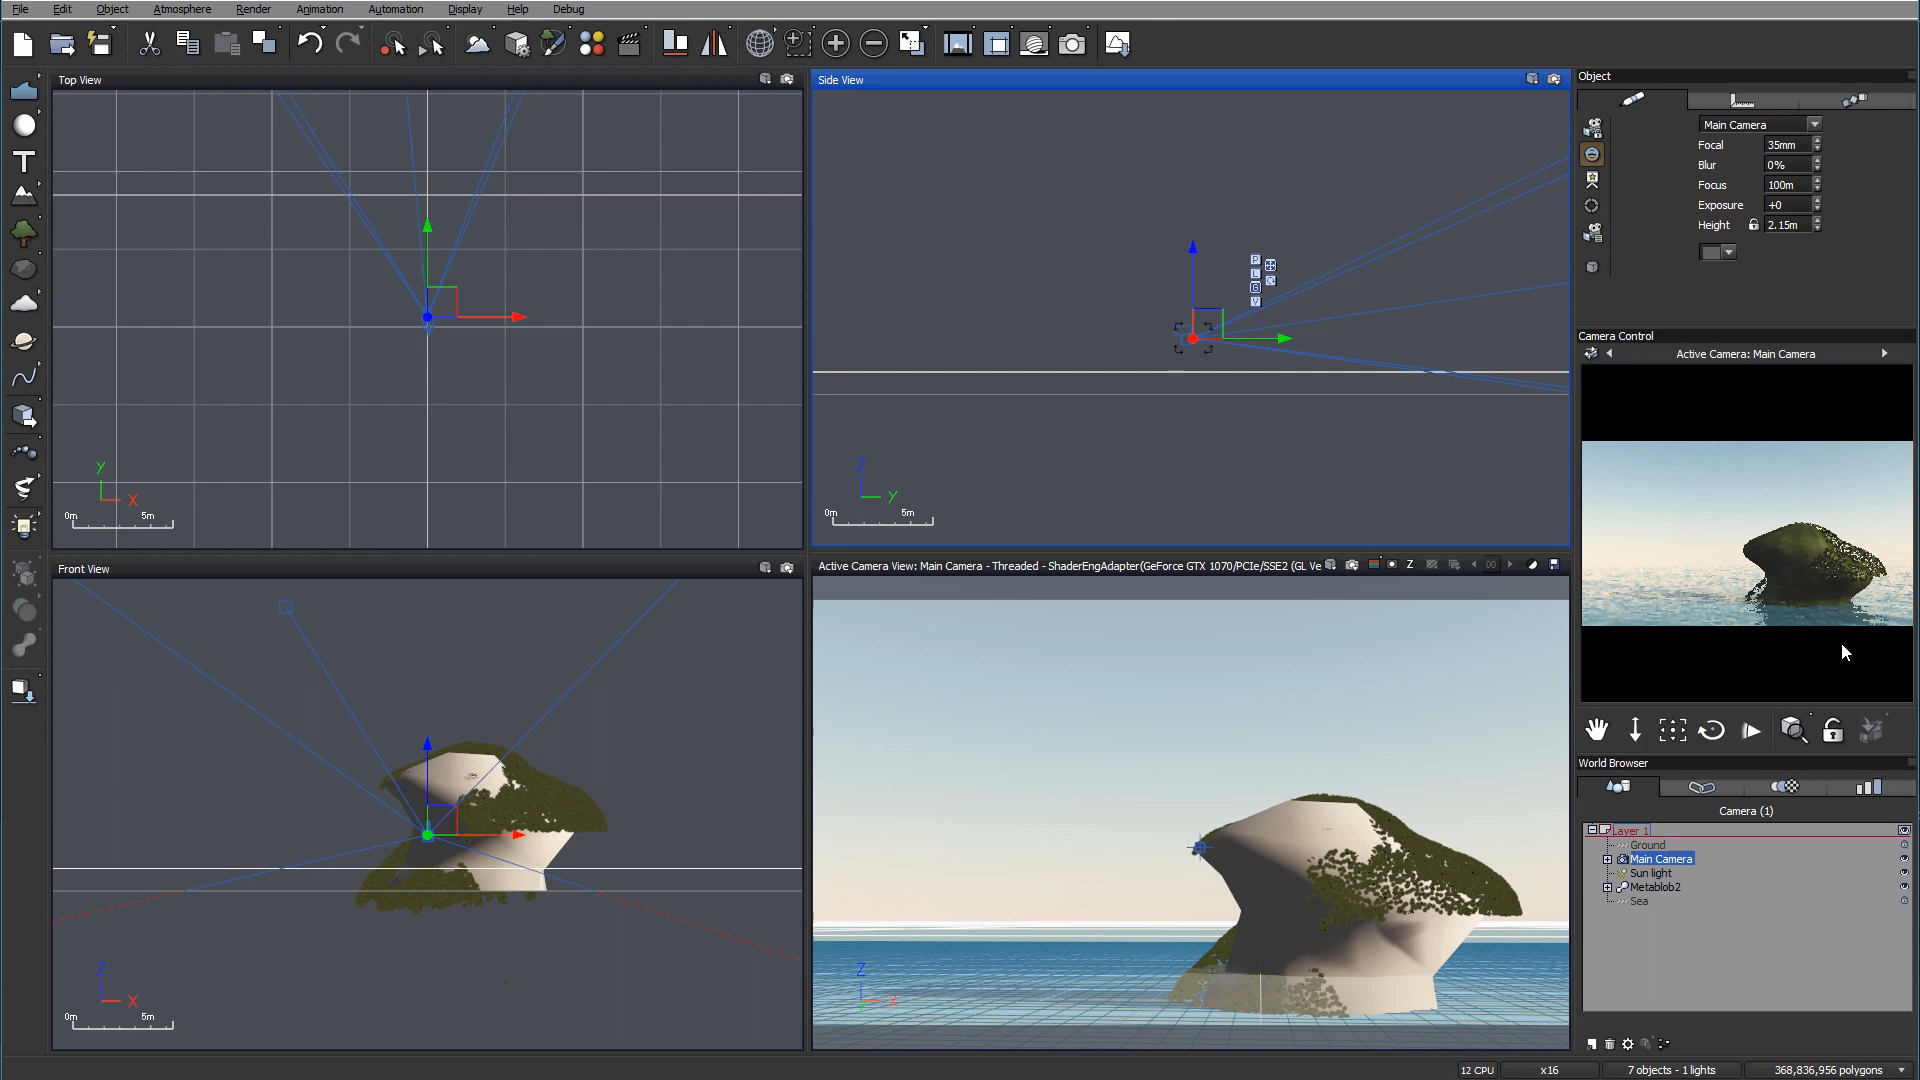 File Edit Object Atmosphere Render Animation Automation Display Help Debug
Top View
Side View
Object
Main Camera
Focal 35mm
Blur 0%
Focus 100m
Exposure +0
Height 2.15m
P
L
G
V
Y
X
0m 5m
Z
Y
0m 5m
Camera Control
Active Camera: Main Camera
Front View
Active Camera View: Main Camera - Threaded - ShaderEngAdapter(GeForce GTX 1070/PCIe/SSE2 (GL Ve
Z
00
Z
X
0m 5m
Z
X
World Browser
Camera (1)
Layer 1
Ground
Main Camera
Sun light
Metablob2
Sea
12 CPU x16 7 objects - 1 lights 368,836,956 polygons